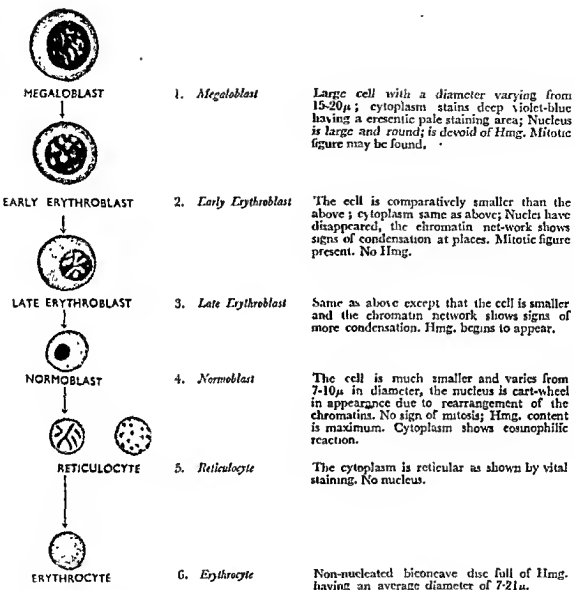 MEGALOBLAST
1. Megaloblast
Large cell with a diameter varying from
15-20μ; cytoplasm stains deep violet-blue
having a cresentic pale staining area; Nucleus
is large and round; is devoid of Hmg. Mitotic
figure may be found.
EARLY ERYTHROBLAST
2. Early Erythroblast
The cell is comparatively smaller than the
above; cytoplasm same as above; Nuclei have
disappeared, the chromatin net-work shows
signs of condensation at places. Mitotic figure
present. No Hmg.
LATE ERYTHROBLAST
3. Late Erythroblast
Same as above except that the cell is smaller
and the chromatin network shows signs of
more condensation. Hmg. begins to appear.
NORMOBLAST
4. Normoblast
The cell is much smaller and varies from
7-10μ in diameter, the nucleus is cart-wheel
in appearance due to rearrangement of the
chromatins. No sign of mitosis; Hmg. content
is maximum. Cytoplasm shows eosinophilic
reaction.
RETICULOCYTE
5. Reticulocyte
The cytoplasm is reticular as shown by vital
staining. No nucleus.
ERYTHROCYTE
6. Erythrocyte
Non-nucleated biconcave disc full of Hmg.
having an average diameter of 7·21μ.